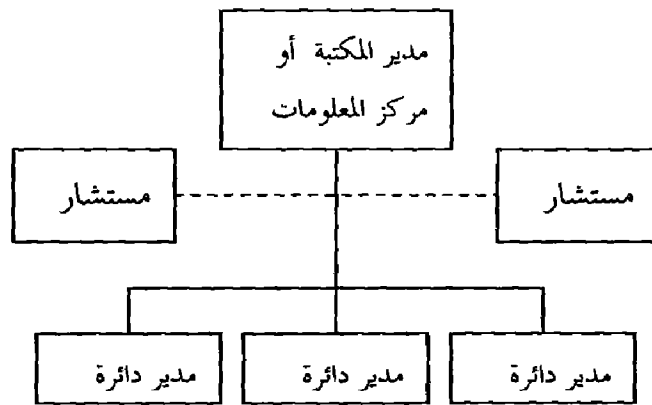 مدير المكتبة أو
مركز المعلومات
مستشار
مستشار
مدير دائرة
مدير دائرة
مدير دائرة